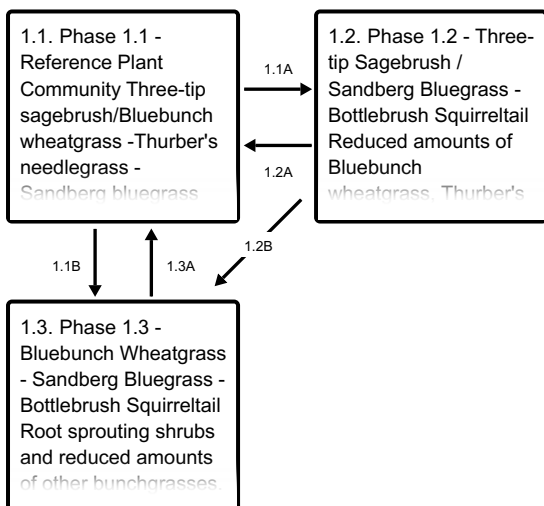 1.1. Phase 1.1 -
Reference Plant
Community Three-tip
sagebrush/Bluebunch
wheatgrass -Thurber's
needlegrass -
Sandberg bluegrass
1.1A
1.2A
1.2. Phase 1.2 - Three-
tip Sagebrush /
Sandberg Bluegrass -
Bottlebrush Squirreltail
Reduced amounts of
Bluebunch
wheatgrass, Thurber's
1.1B
1.3A
1.2B
1.3. Phase 1.3 -
Bluebunch Wheatgrass
- Sandberg Bluegrass -
Bottlebrush Squirreltail
Root sprouting shrubs
and reduced amounts
of other bunchgrasses.